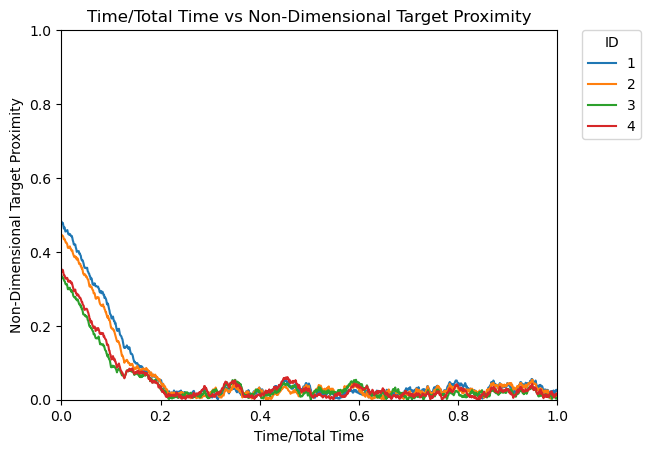 Time/Total Time vs Non-Dimensional Target Proximity
ID
1
2
3
4
Non-Dimensional Target Proximity
1.0
0.8
0.6
0.4
0.2
0.0
0.0 0.2 0.4 0.6 0.8 1.0
Time/Total Time